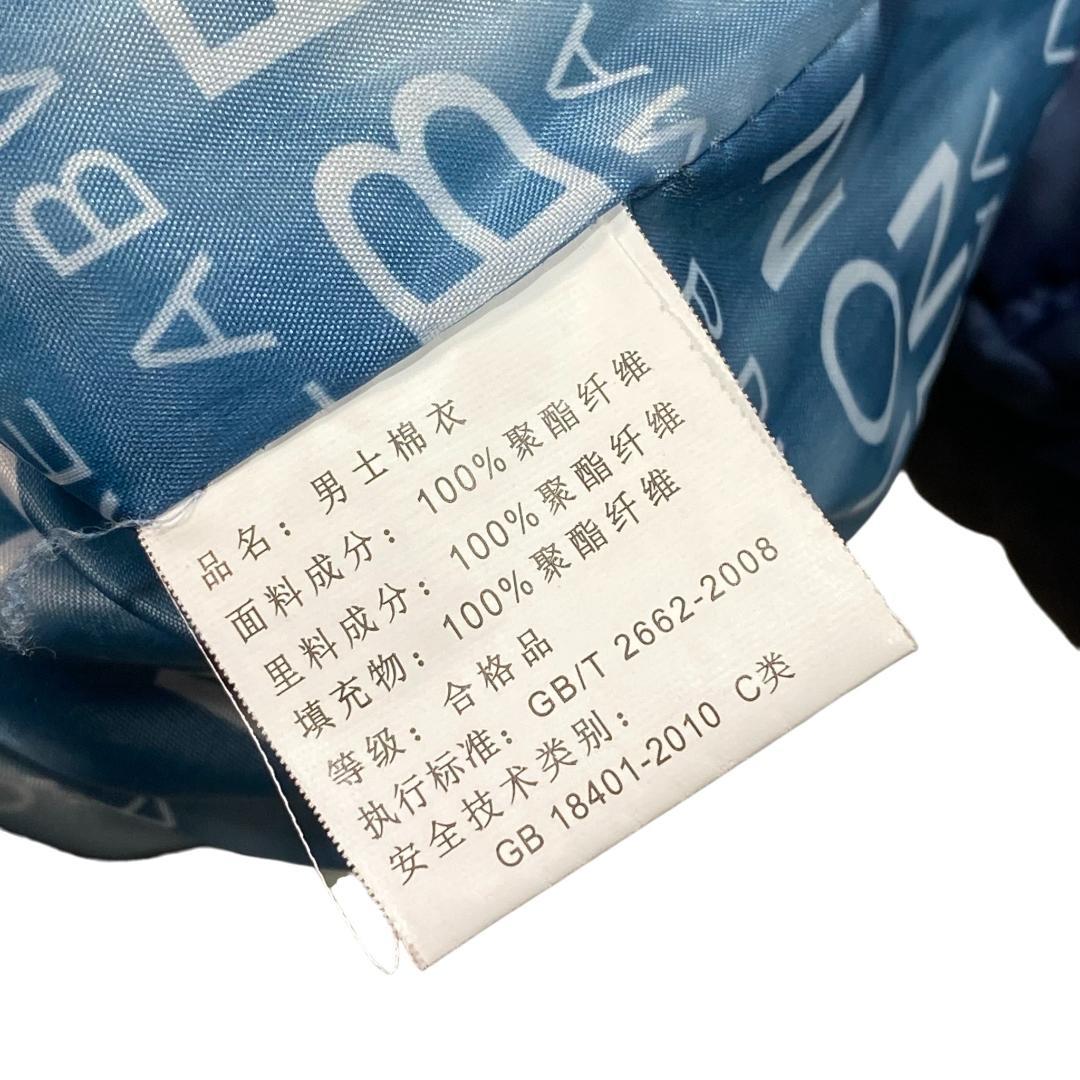 品名： 男士棉衣
面料成分： 100%聚酯纤维
里料成分： 100%聚酯纤维
填充物： 100%聚酯纤维
等级： 合格品
执行标准： GB/T 2662-2008
安全技术类别：
GB 18401-2010 C类